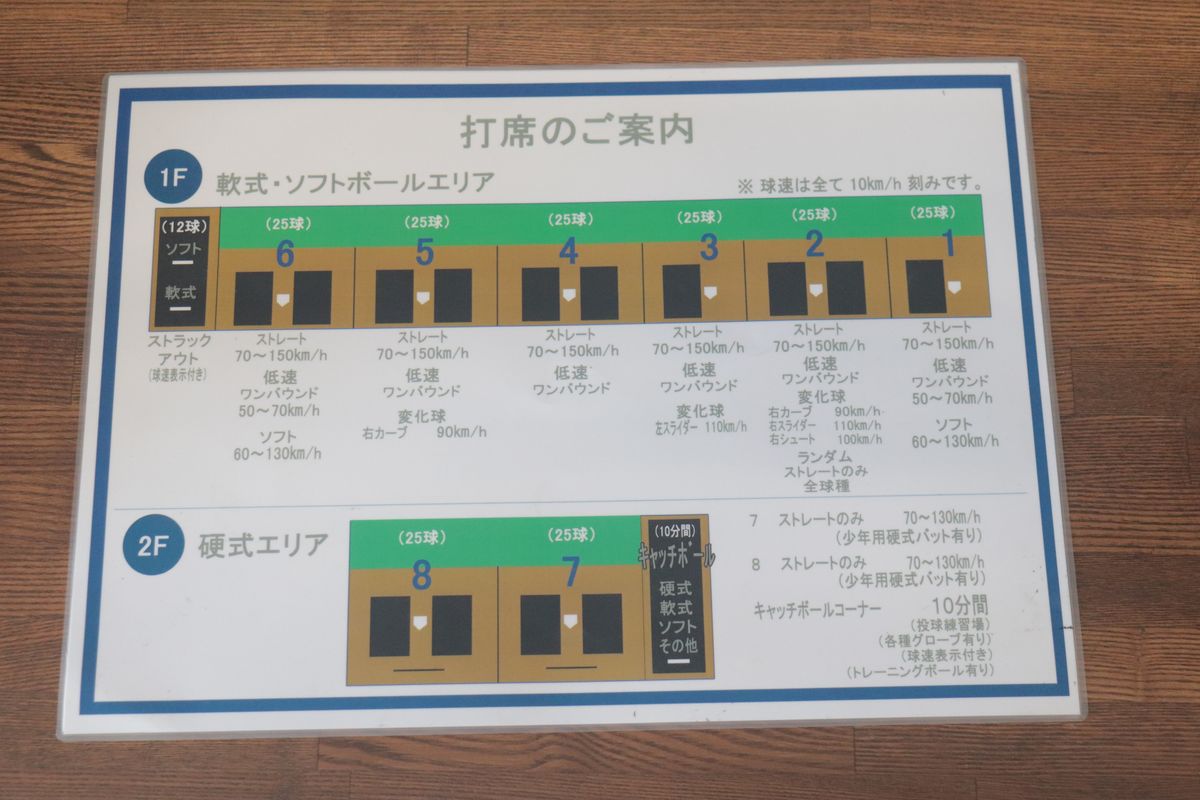 打席のご案内
1F
軟式・ソフトボールエリア
※ 球速は全て 10km/h 刻みです。
(12球)
ソフト
軟式
ストラック
アウト
(球速表示付き)
(25球)
6
ストレート
70～150km/h
低速
ワンバウンド
50～70km/h
ソフト
60～130km/h
(25球)
5
ストレート
70～150km/h
低速
ワンバウンド
変化球
右カーブ 90km/h
(25球)
4
ストレート
70～150km/h
低速
ワンバウンド
(25球)
3
ストレート
70～150km/h
低速
ワンバウンド
変化球
左スライダー 110km/h
(25球)
2
ストレート
70～150km/h
低速
ワンバウンド
変化球
右カーブ 90km/h
右スライダー 110km/h
右シュート 100km/h
ランダム
ストレートのみ
全球種
(25球)
1
ストレート
70～150km/h
低速
ワンバウンド
50～70km/h
ソフト
60～130km/h
2F
硬式エリア
(25球)
8
(25球)
7
(10分間)
キャッチボール
硬式
軟式
ソフト
その他
7 ストレートのみ 70～130km/h
(少年用硬式バット有り)
8 ストレートのみ 70～130km/h
(少年用硬式バット有り)
キャッチボールコーナー 10分間
(投球練習場)
(各種グローブ有り)
(球速表示付き)
(トレーニングボール有り)